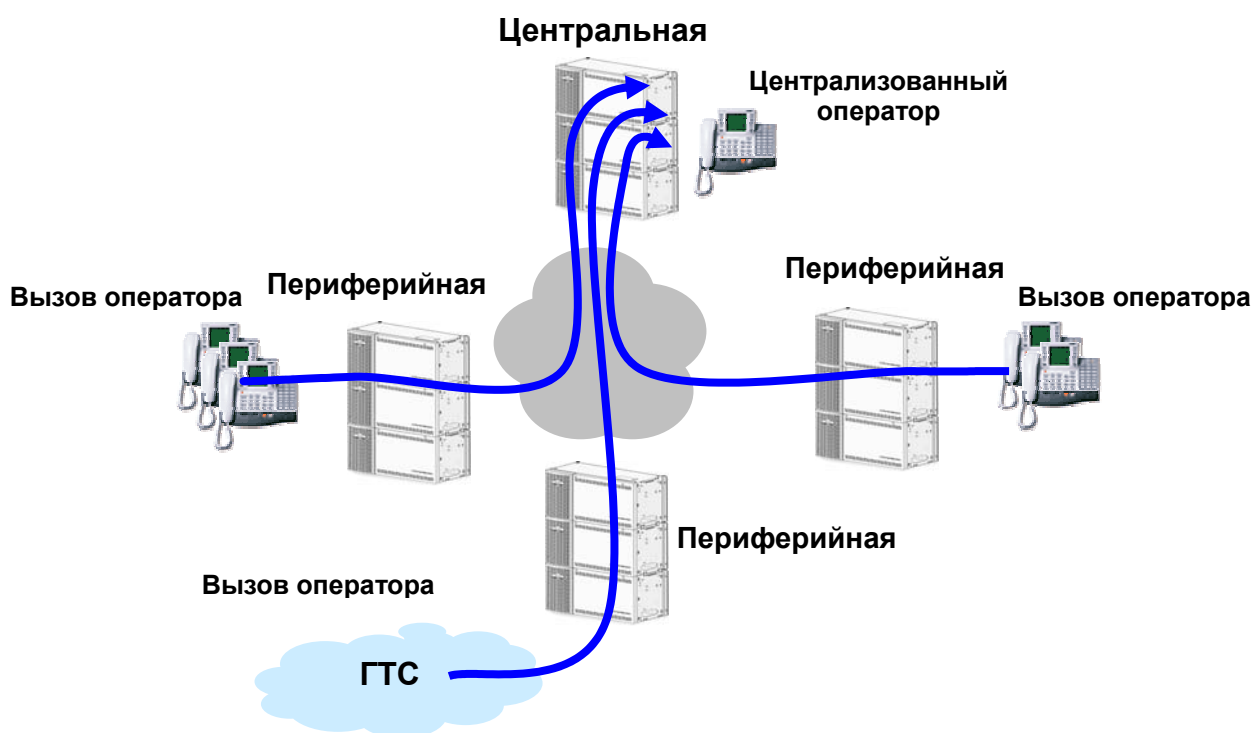 Центральная
Централизованный
оператор
Периферийная
Периферийная
Вызов оператора
Вызов оператора
Периферийная
Вызов оператора
ГТС